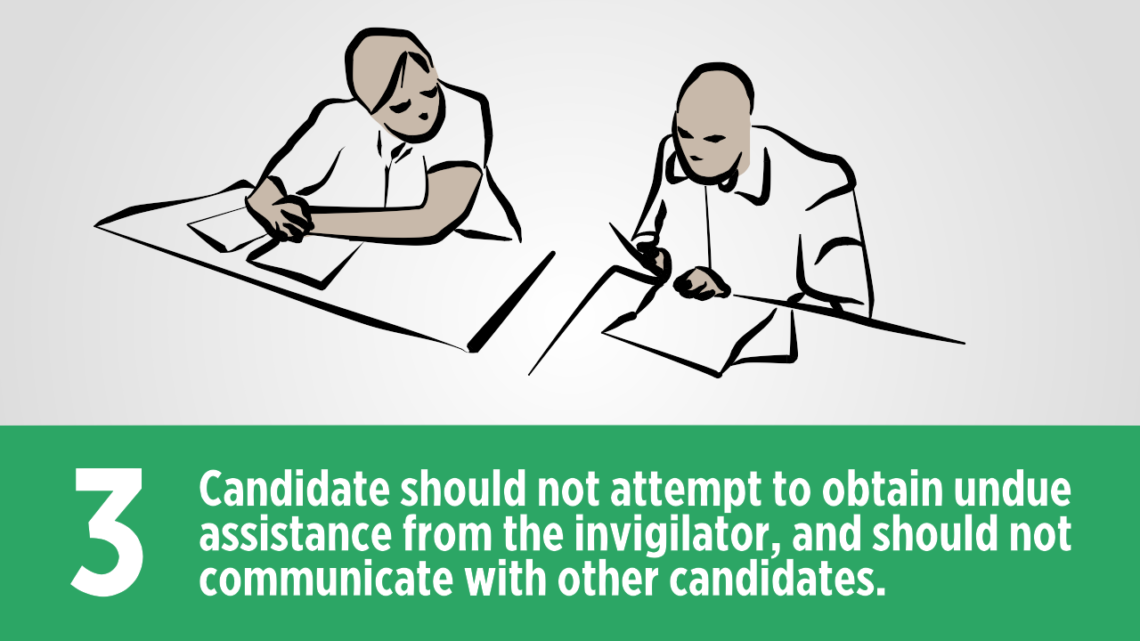 3
Candidate should not attempt to obtain undue
assistance from the invigilator, and should not
communicate with other candidates.